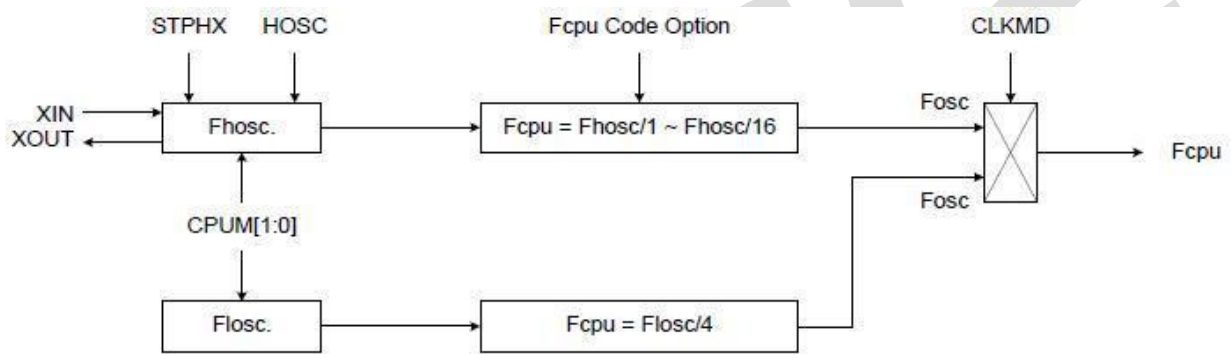 STPHX HOSC Fcpu Code Option CLKMD
XIN
XOUT
Fhosc.
Fcpu = Fhosc/1 ~ Fhosc/16
Fosc
Fcpu
Fosc
CPUM[1:0]
Flosc.
Fcpu = Flosc/4